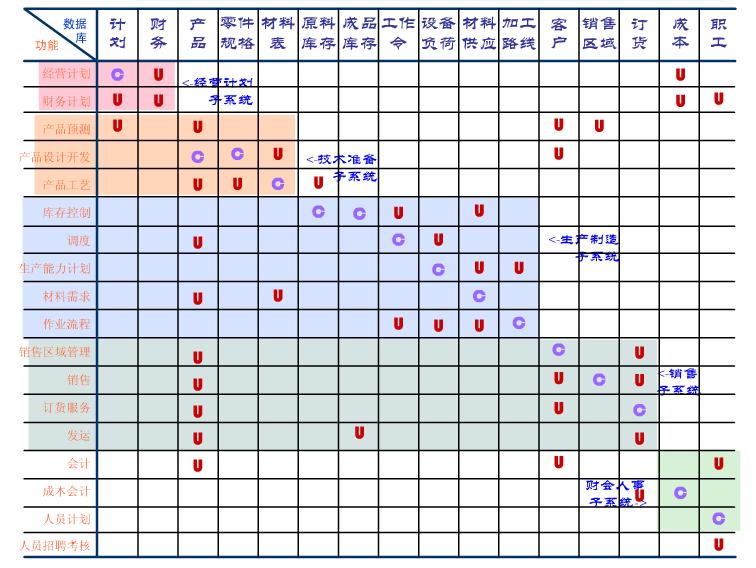 数据库 计划 财务 产品 零件规格 材料表 原料库存 成品库存 工作令 设备负荷 材料供应 加工路线 客户 销售区域 订货 成本 职工
功能
经营计划 C U U
<-经营计划子系统
财务计划 U U U U
产品预测 U U U U
产品设计开发 C C U U
<-技术准备子系统
产品工艺 U U C U
库存控制 C C U U
调度 U C U
<-生产制造子系统
生产能力计划 C U U
材料需求 U U C
作业流程 U U U C
销售区域管理 U C U
销售 U U C U
<-销售子系统
订货服务 U U C
发运 U U U
会计 U U U
成本会计 U C
财会人事子系统->
人员计划 C
人员招聘考核 U